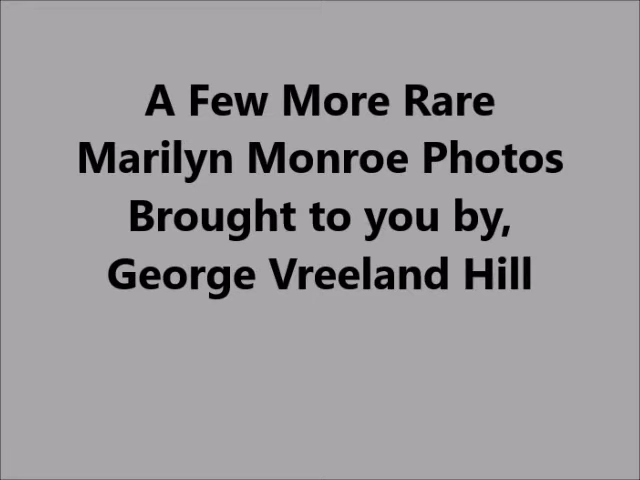 A Few More Rare
Marilyn Monroe Photos
Brought to you by,
George Vreeland Hill